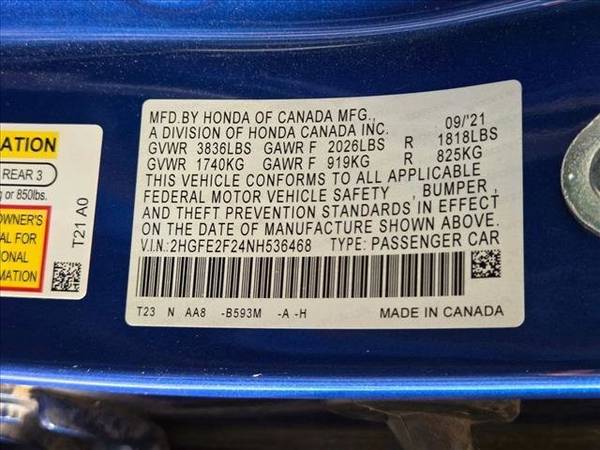 MFD.BY HONDA OF CANADA MFG., 09/'21
A DIVISION OF HONDA CANADA INC.
GVWR 3836LBS GAWR F 2026LBS R 1818LBS
GVWR 1740KG GAWR F 919KG R 825KG
THIS VEHICLE CONFORMS TO ALL APPLICABLE
FEDERAL MOTOR VEHICLE SAFETY , BUMPER ,
AND THEFT PREVENTION STANDARDS IN EFFECT
ON THE DATE OF MANUFACTURE SHOWN ABOVE.
V.I.N.:2HGFE2F24NH536468 TYPE: PASSENGER CAR
T23 N AA8 -B593M -A -H MADE IN CANADA
ATION
REAR 3
g or 850lbs.
OWNER'S
AL FOR
IONAL
MATION
T21 A0